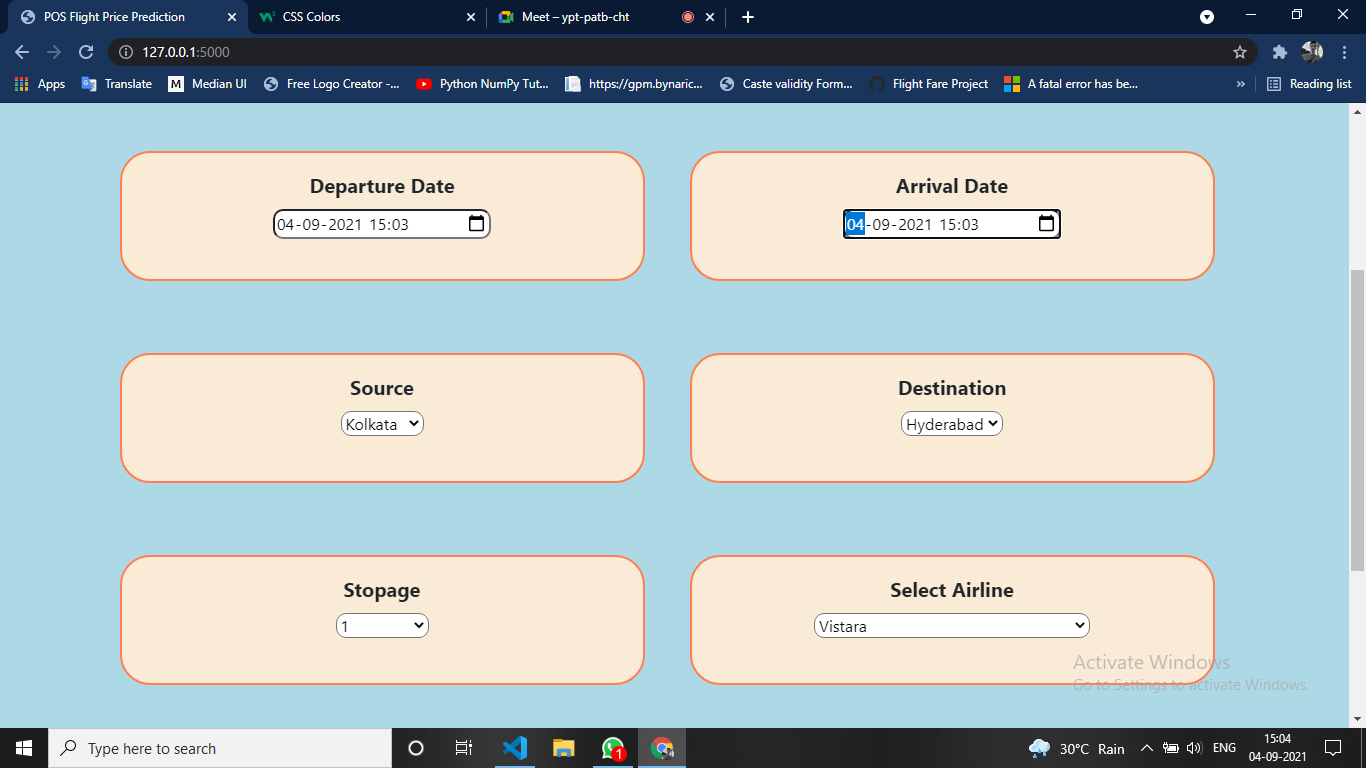 POS Flight Price Prediction
CSS Colors
Meet – ypt-patb-cht
127.0.0.1:5000
Apps
Translate
M
Median UI
Free Logo Creator -...
Python NumPy Tut...
https://gpm.bynaric...
Caste validity Form...
Flight Fare Project
A fatal error has be...
»
Reading list
Departure Date
Arrival Date
04-09-2021 15:03
04-09-2021 15:03
Source
Destination
Kolkata
Hyderabad
Stopage
Select Airline
1
Vistara
Activate Windows
Go to Settings to activate Windows.
Type here to search
1
30°C Rain
ENG
15:04
04-09-2021